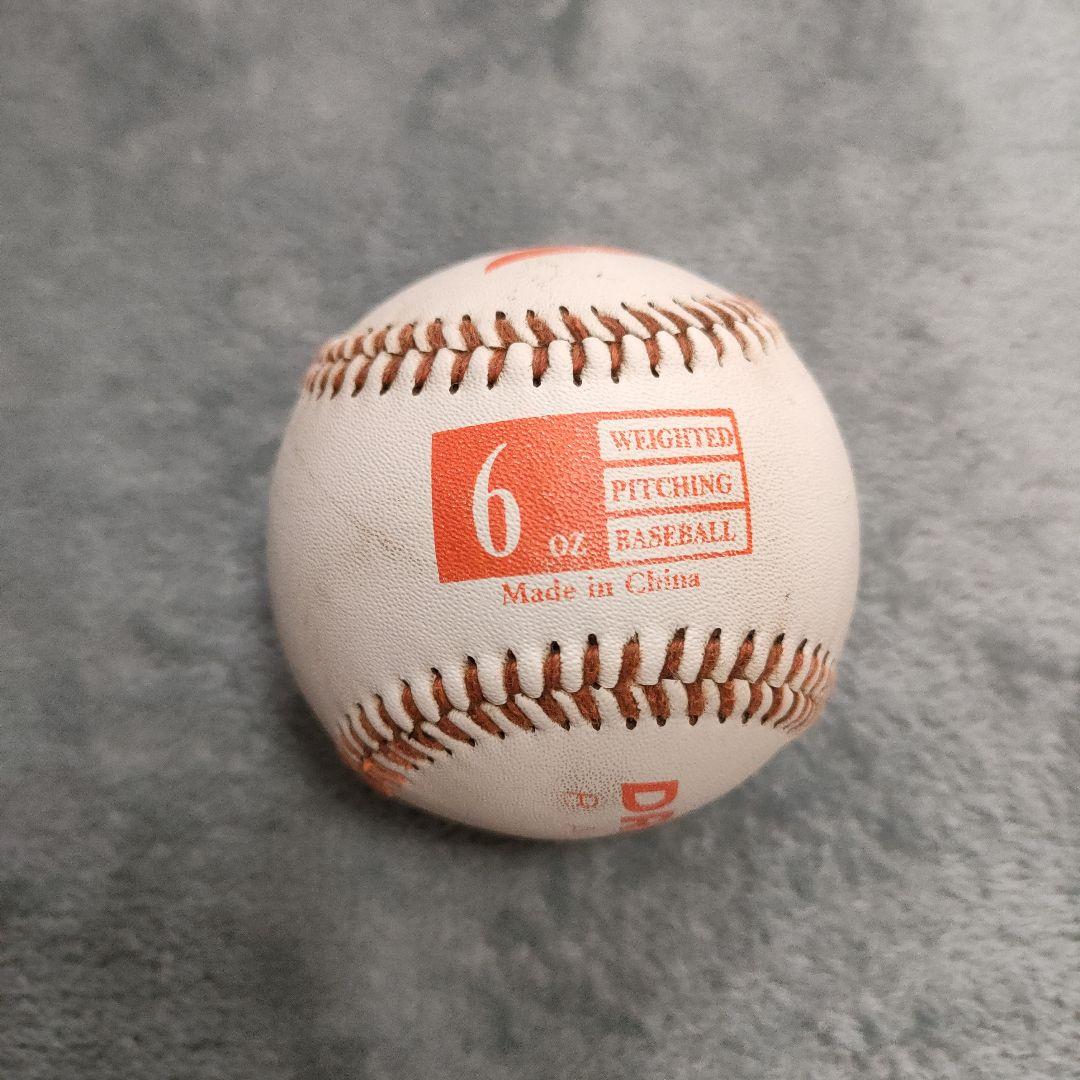 6 oz
WEIGHTED
PITCHING
BASEBALL
Made in China